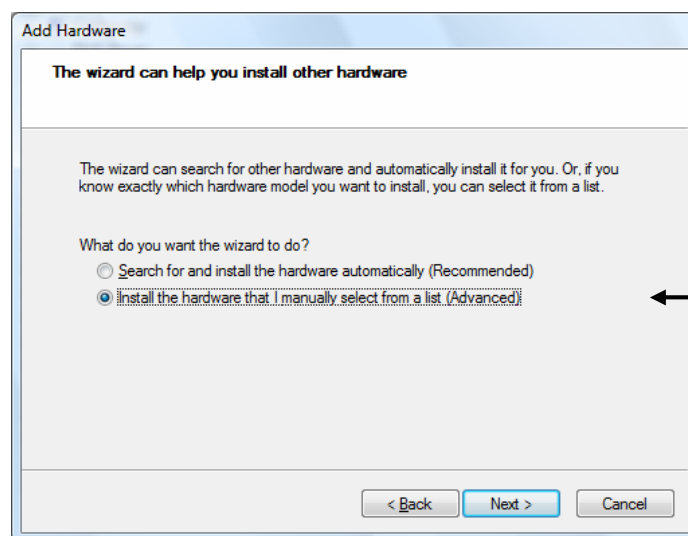 Add Hardware
The wizard can help you install other hardware
The wizard can search for other hardware and automatically install it for you. Or, if you
know exactly which hardware model you want to install, you can select it from a list.
What do you want the wizard to do?
Search for and install the hardware automatically (Recommended)
Install the hardware that I manually select from a list (Advanced)
< Back Next > Cancel